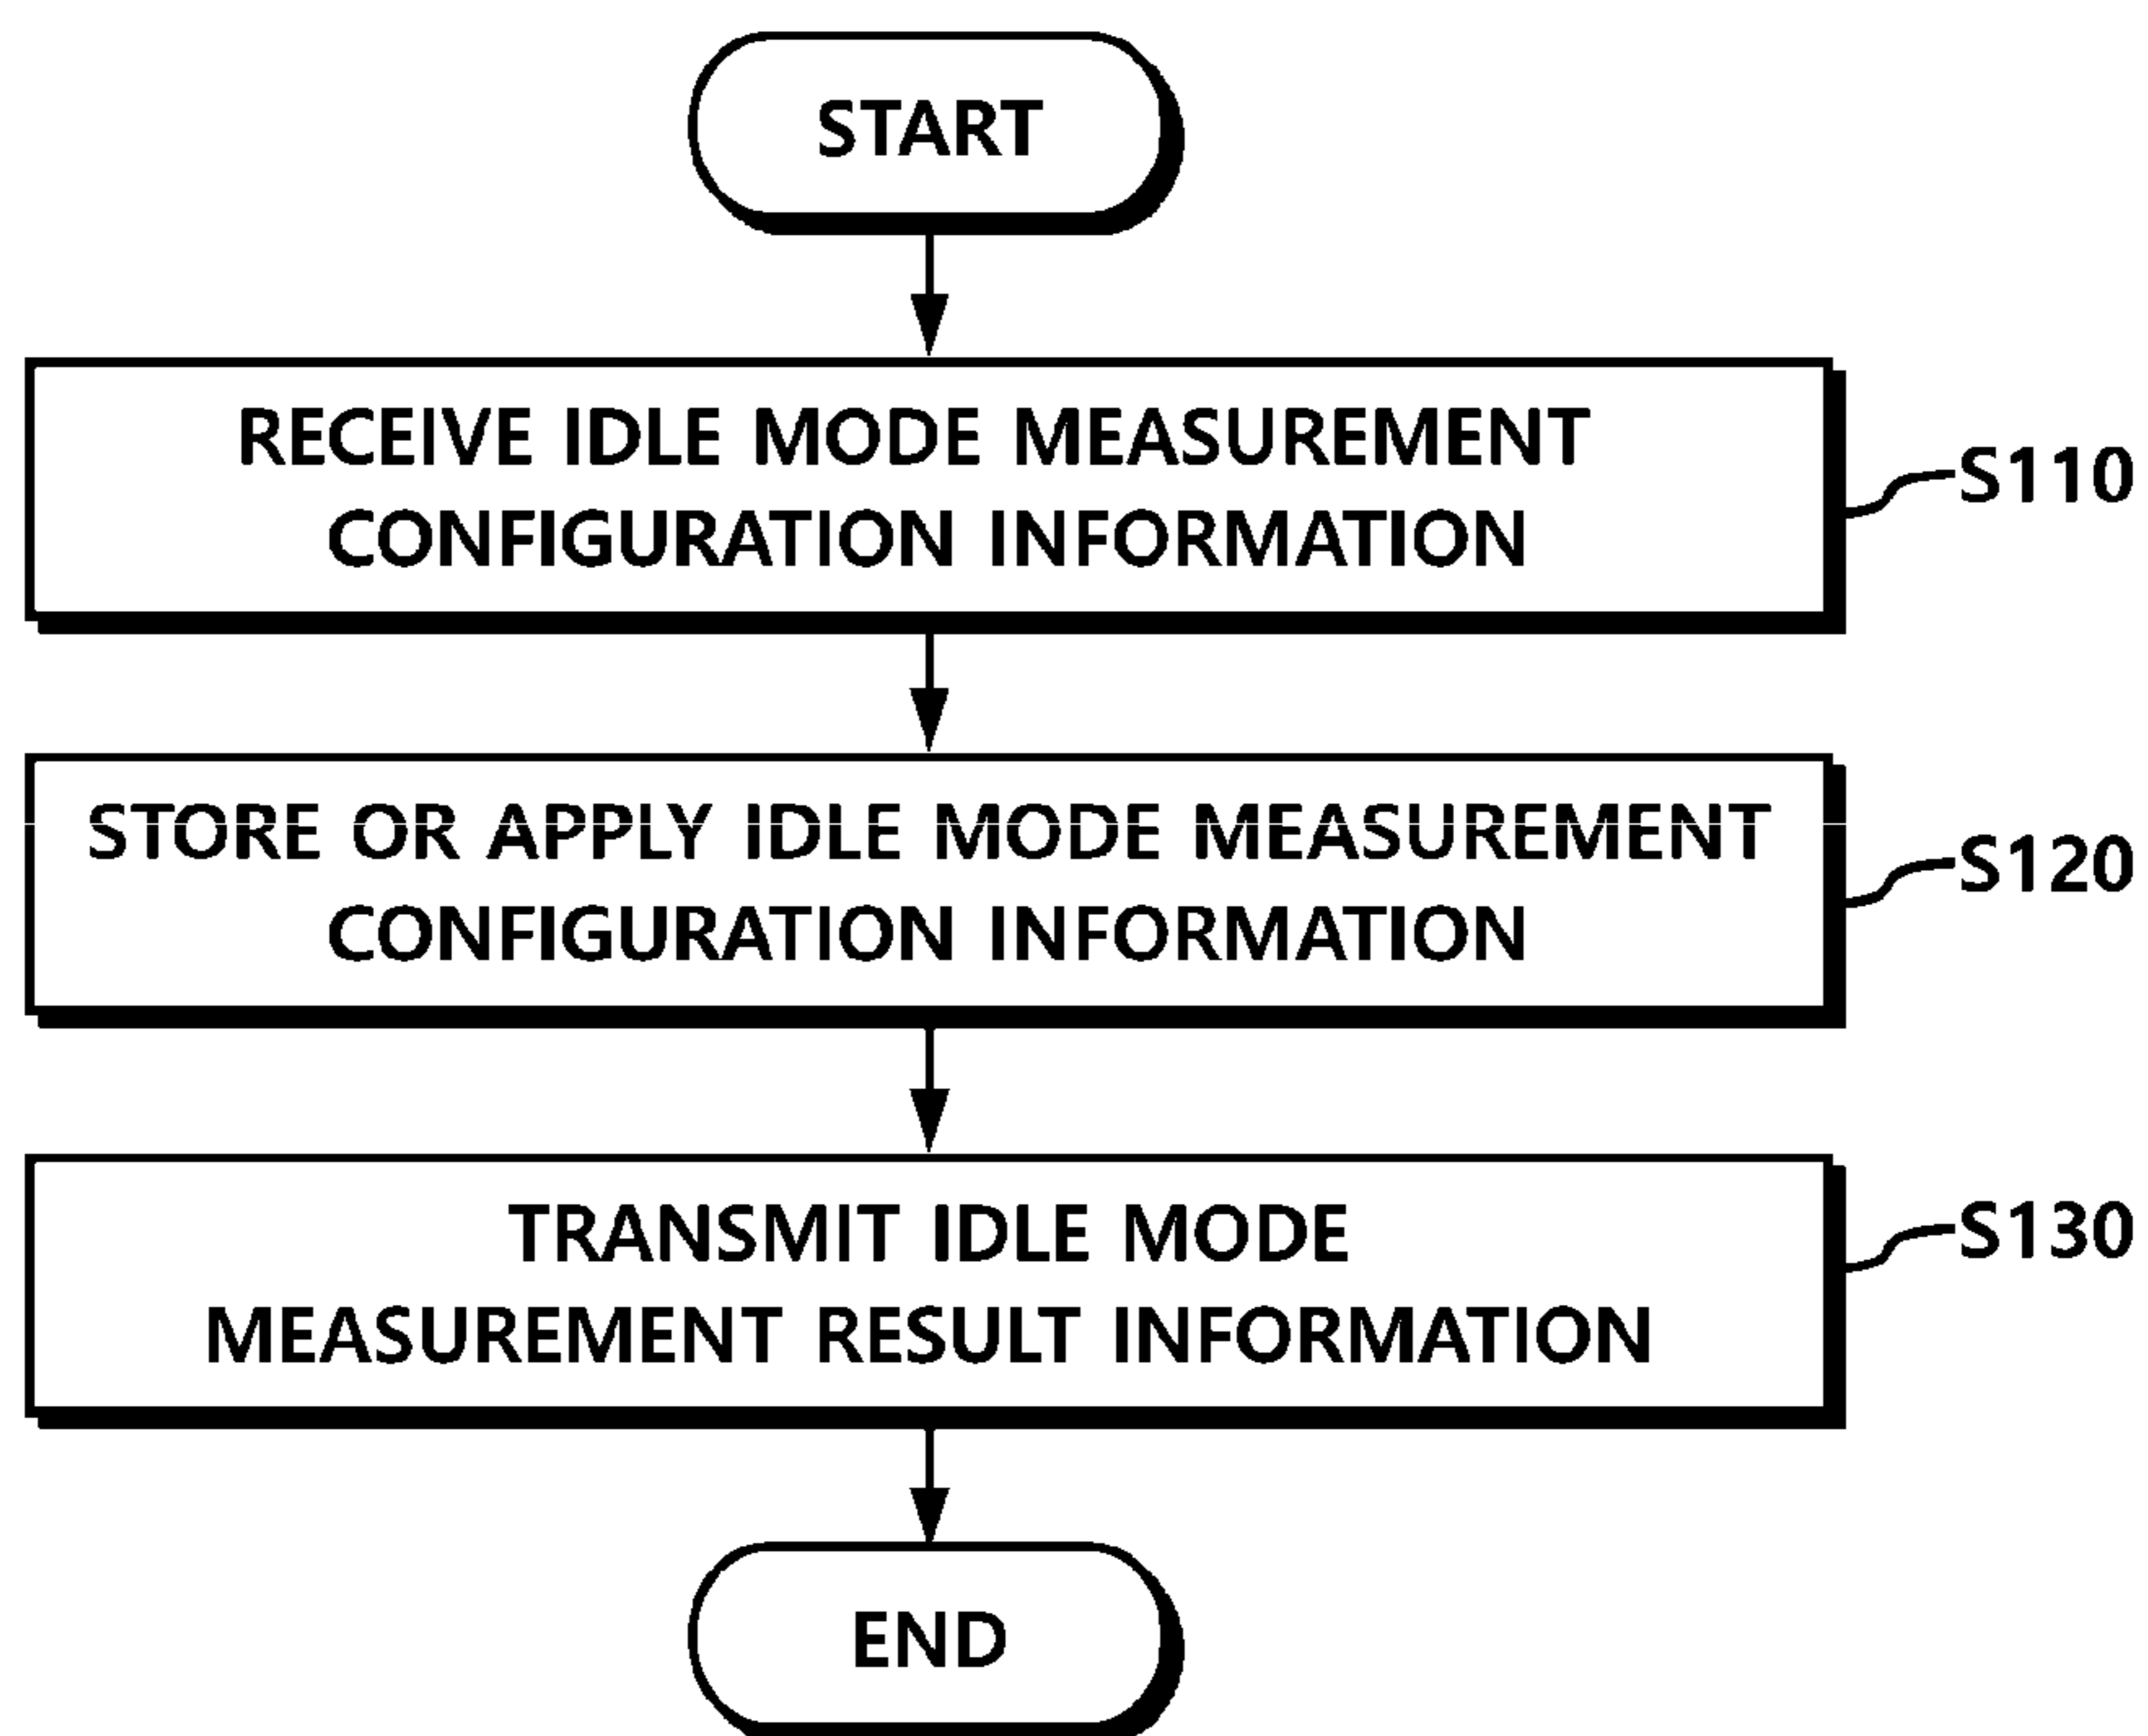 START
RECEIVE IDLE MODE MEASUREMENT
CONFIGURATION INFORMATION
S110
STORE OR APPLY IDLE MODE MEASUREMENT
CONFIGURATION INFORMATION
S120
TRANSMIT IDLE MODE
MEASUREMENT RESULT INFORMATION
S130
END